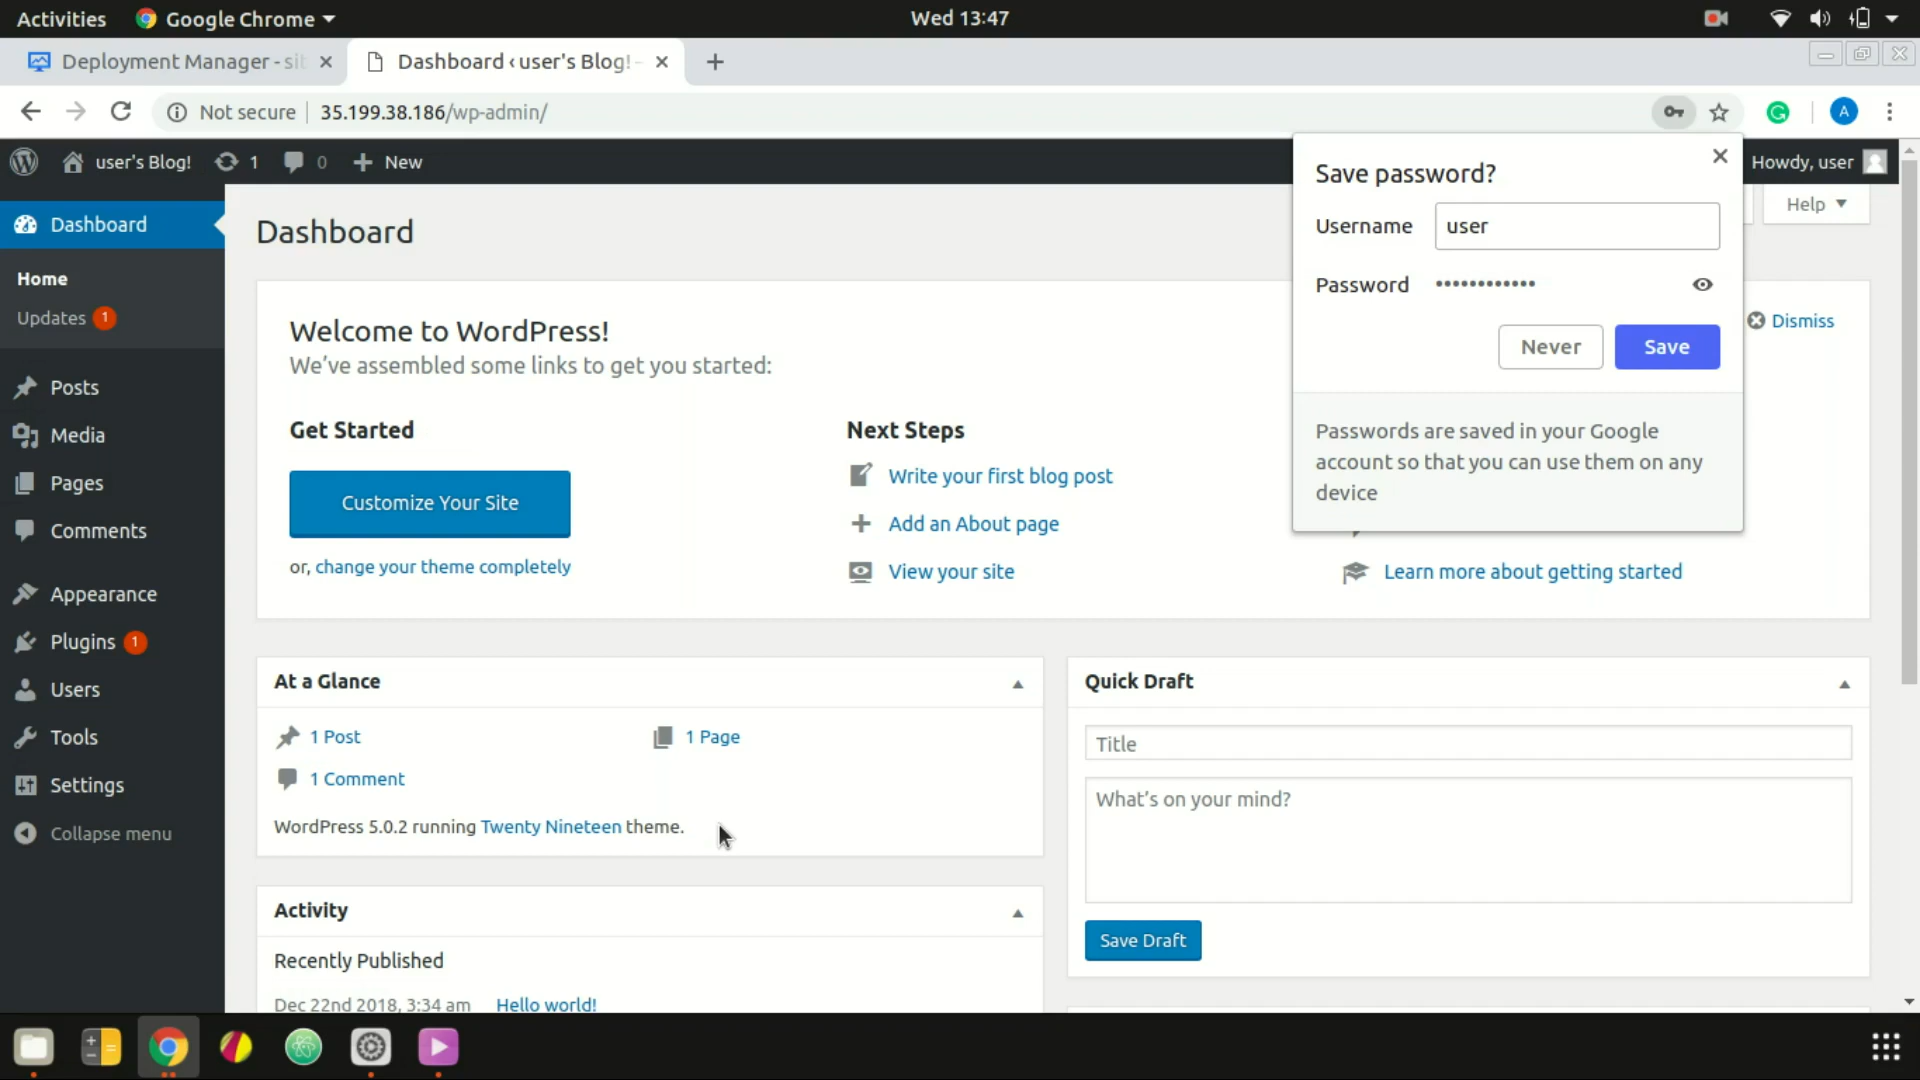 Activities Google Chrome Wed 13:47
Deployment Manager - sit Dashboard ‹ user's Blog! -
Not secure 35.199.38.186/wp-admin/ A
user's Blog! 1 0 New Howdy, user
Save password?
Username user
Password ••••••••••••
Never Save
Passwords are saved in your Google
account so that you can use them on any
device
Help
Dismiss
Dashboard
Home
Updates 1
Posts
Media
Pages
Comments
Appearance
Plugins 1
Users
Tools
Settings
Collapse menu
Dashboard
Welcome to WordPress!
We've assembled some links to get you started:
Get Started
Customize Your Site
or, change your theme completely
Next Steps
Write your first blog post
Add an About page
View your site
Learn more about getting started
At a Glance
1 Post 1 Page
1 Comment
WordPress 5.0.2 running Twenty Nineteen theme.
Activity
Recently Published
Dec 22nd 2018, 3:34 am Hello world!
Quick Draft
Title
What's on your mind?
Save Draft